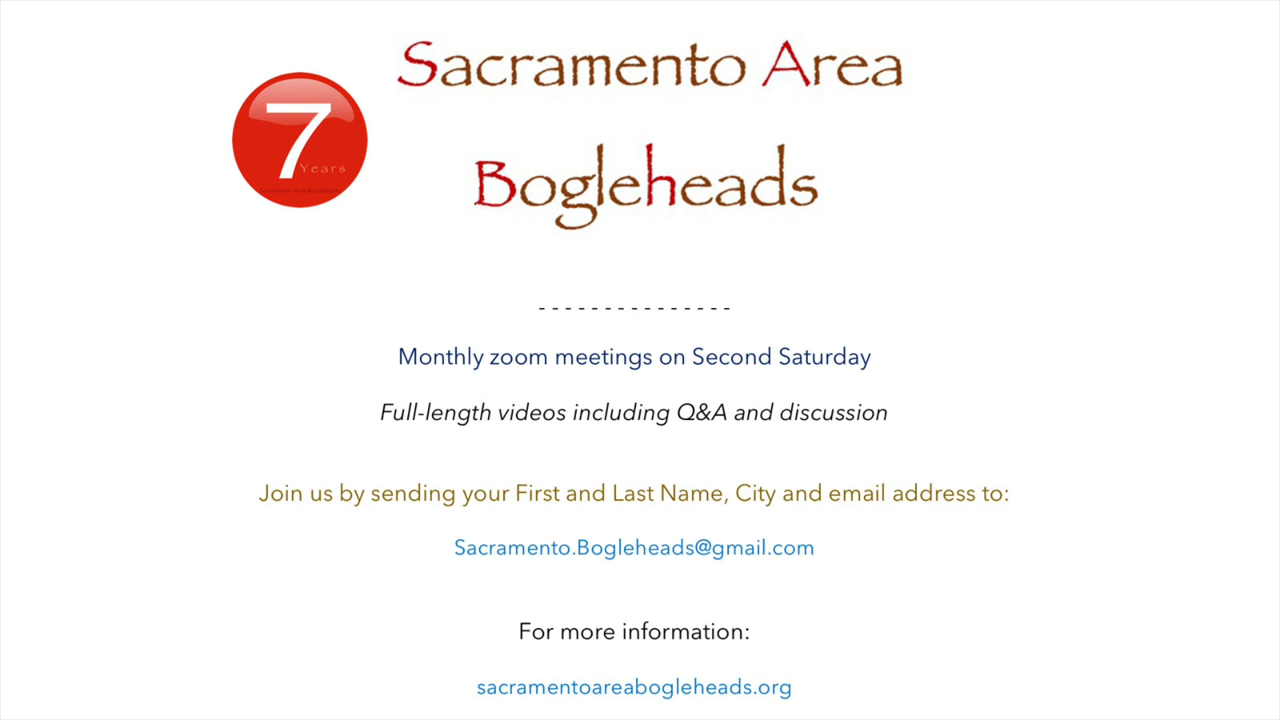 Sacramento Area
7
Years
Bogleheads
- - - - - - - - - - - - - - -
Monthly zoom meetings on Second Saturday
Full-length videos including Q&A and discussion
Join us by sending your First and Last Name, City and email address to:
Sacramento.Bogleheads@gmail.com
For more information:
sacramentoareabogleheads.org